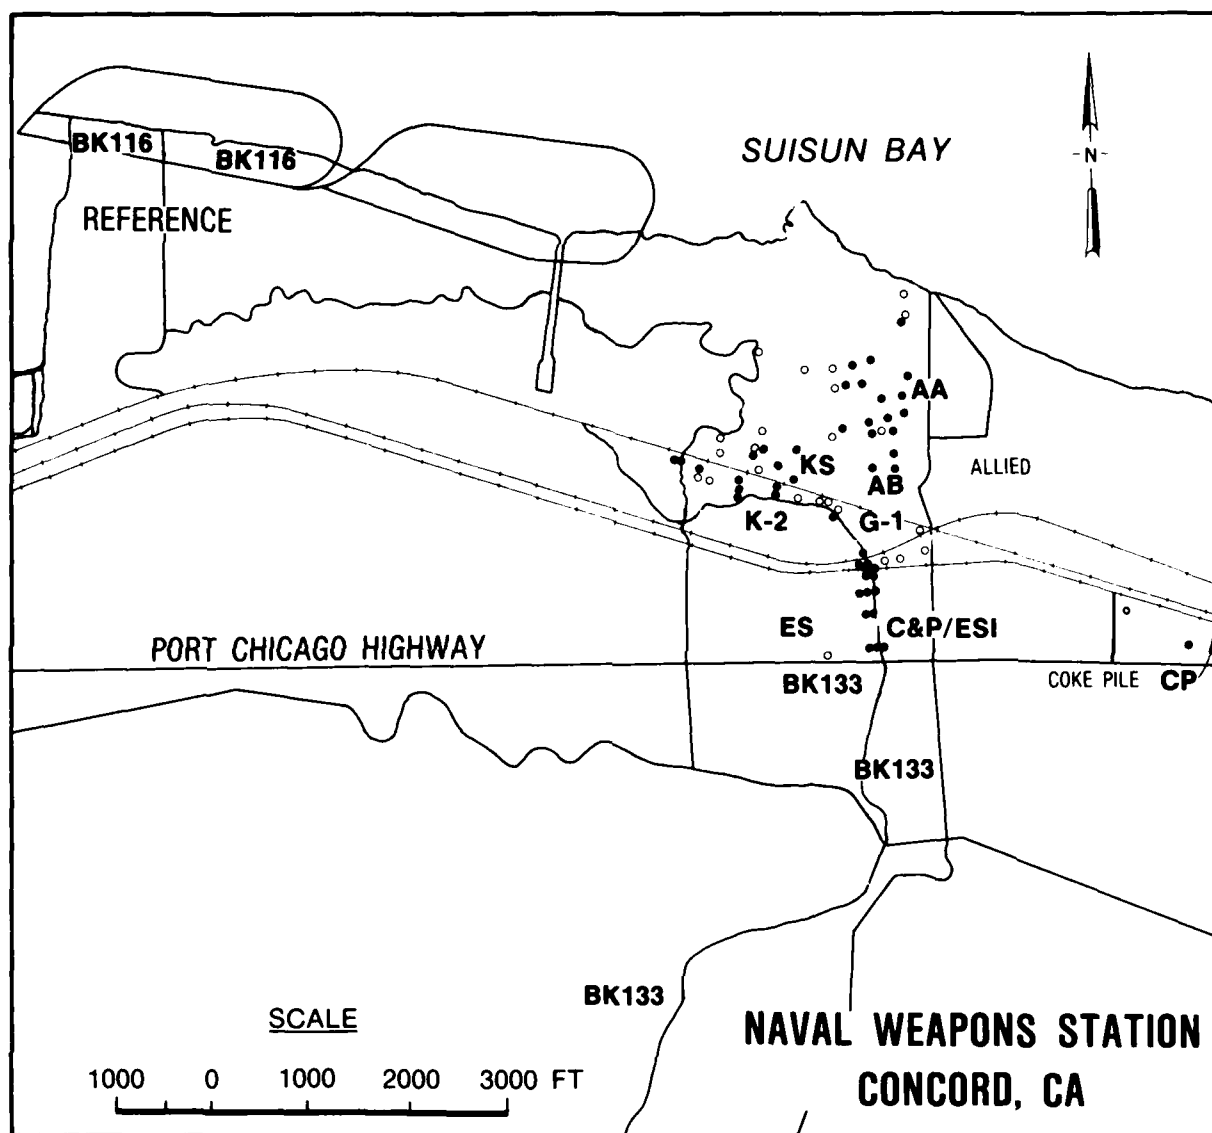 BK116
BK116
SUISUN BAY
N
REFERENCE
AA
KS
ALLIED
AB
K-2
G-1
ES
C&P/ESI
PORT CHICAGO HIGHWAY
BK133
COKE PILE
CP
BK133
BK133
SCALE
NAVAL WEAPONS STATION
CONCORD, CA
1000 0 1000 2000 3000 FT